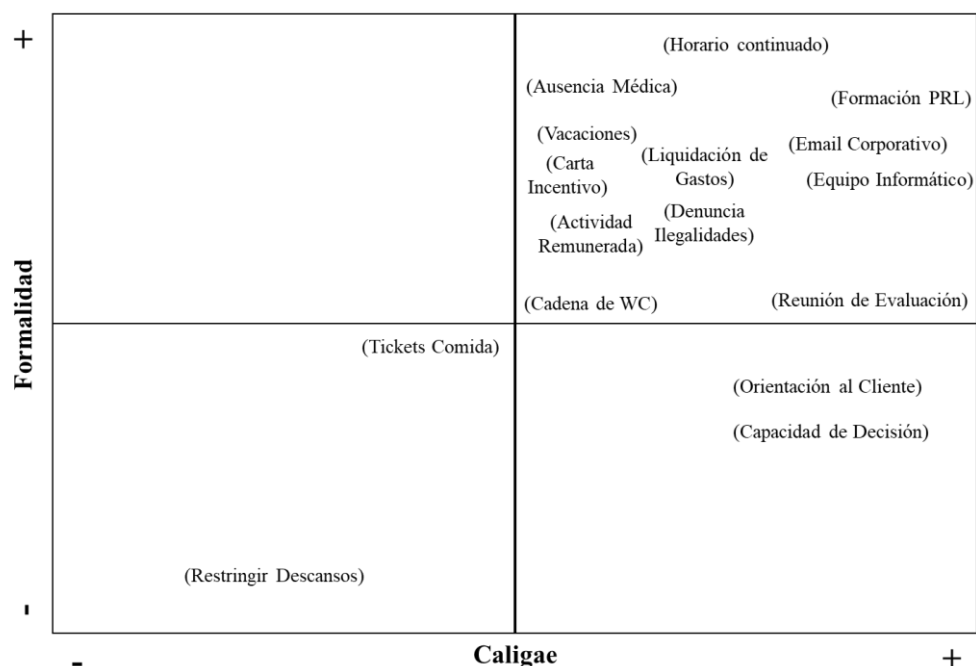 +
(Horario continuado)
(Ausencia Médica)
(Formación PRL)
(Vacaciones)
(Email Corporativo)
(Liquidación de
Gastos)
(Carta
Incentivo)
(Equipo Informático)
(Denuncia
Ilegalidades)
(Actividad
Remunerada)
(Cadena de WC)
(Reunión de Evaluación)
Formalidad
(Tickets Comida)
(Orientación al Cliente)
(Capacidad de Decisión)
(Restringir Descansos)
-
-
Caligae
+